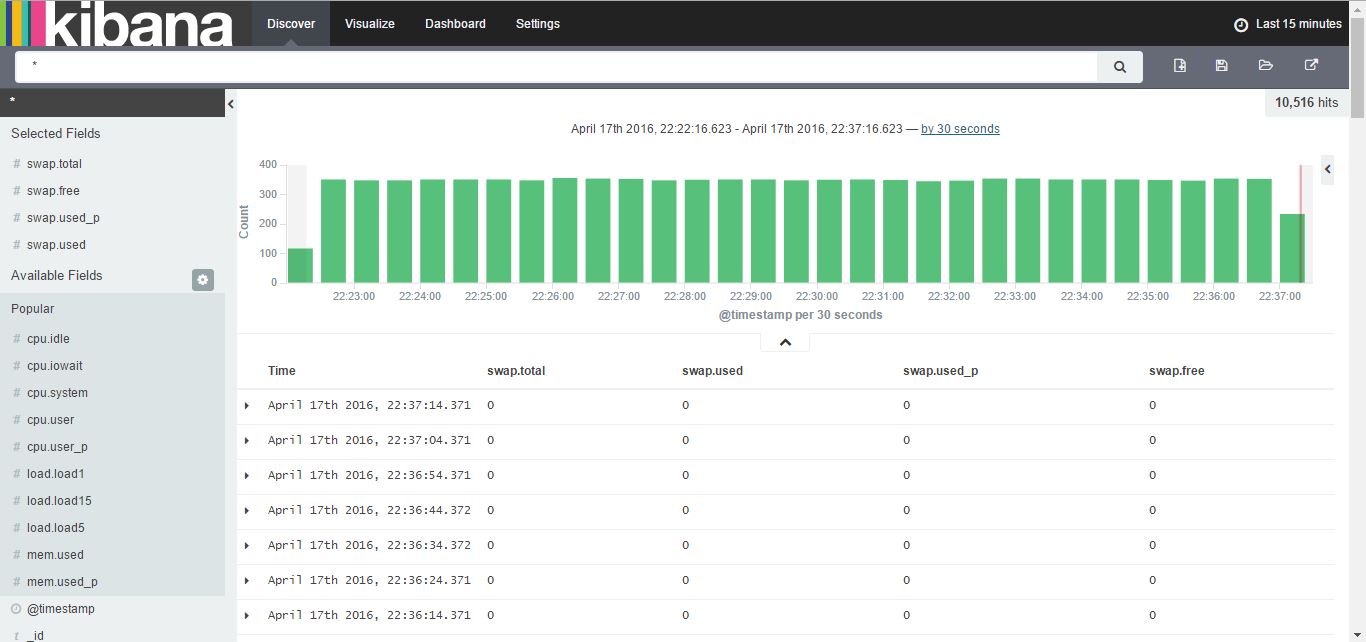 kibana Discover Visualize Dashboard Settings Last 15 minutes
*
* 10,516 hits
Selected Fields
# swap.total
# swap.free
# swap.used_p
# swap.used
Available Fields
Popular
# cpu.idle
# cpu.iowait
# cpu.system
# cpu.user
# cpu.user_p
# load.load1
# load.load15
# load.load5
# mem.used
# mem.used_p
@timestamp
t _id
April 17th 2016, 22:22:16.623 - April 17th 2016, 22:37:16.623 — by 30 seconds
Count
400
300
200
100
0
22:23:00 22:24:00 22:25:00 22:26:00 22:27:00 22:28:00 22:29:00 22:30:00 22:31:00 22:32:00 22:33:00 22:34:00 22:35:00 22:36:00 22:37:00
@timestamp per 30 seconds
Time swap.total swap.used swap.used_p swap.free
April 17th 2016, 22:37:14.371 0 0 0 0
April 17th 2016, 22:37:04.371 0 0 0 0
April 17th 2016, 22:36:54.371 0 0 0 0
April 17th 2016, 22:36:44.372 0 0 0 0
April 17th 2016, 22:36:34.372 0 0 0 0
April 17th 2016, 22:36:24.371 0 0 0 0
April 17th 2016, 22:36:14.371 0 0 0 0